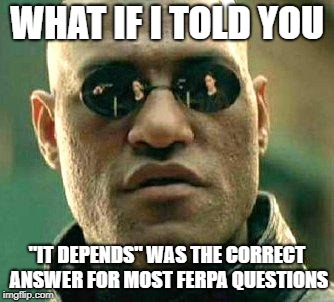 WHAT IF I TOLD YOU
"IT DEPENDS" WAS THE CORRECT
ANSWER FOR MOST FERPA QUESTIONS
imgflip.com